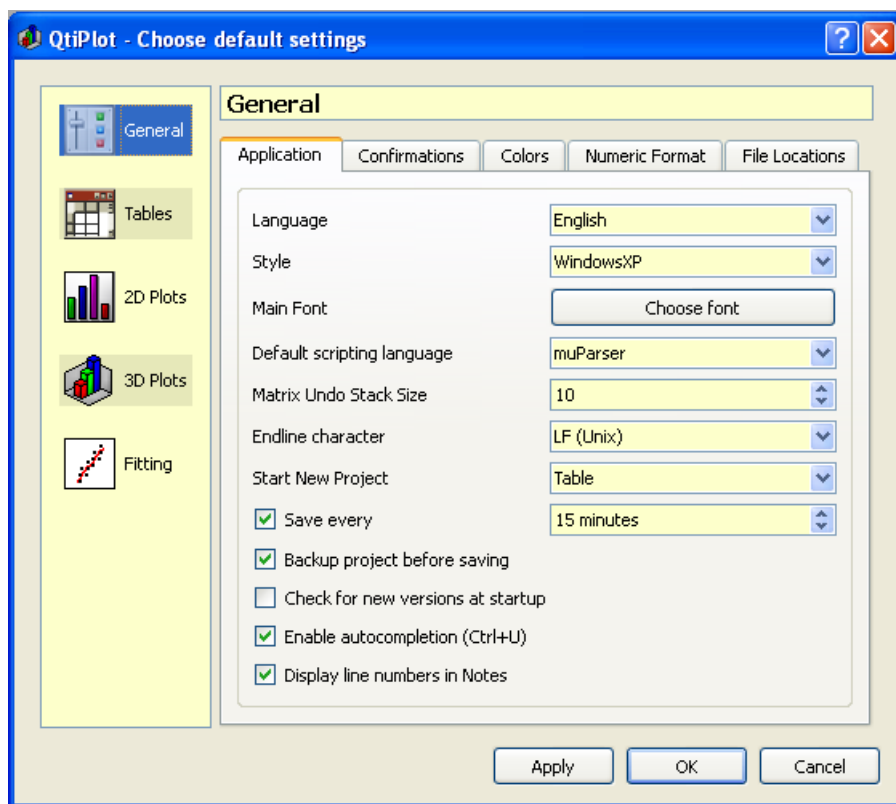 QtiPlot - Choose default settings
General
Tables
2D Plots
3D Plots
Fitting
General
Application Confirmations Colors Numeric Format File Locations
Language English
Style WindowsXP
Main Font Choose font
Default scripting language muParser
Matrix Undo Stack Size 10
Endline character LF (Unix)
Start New Project Table
Save every 15 minutes
Backup project before saving
Check for new versions at startup
Enable autocompletion (Ctrl+U)
Display line numbers in Notes
Apply OK Cancel